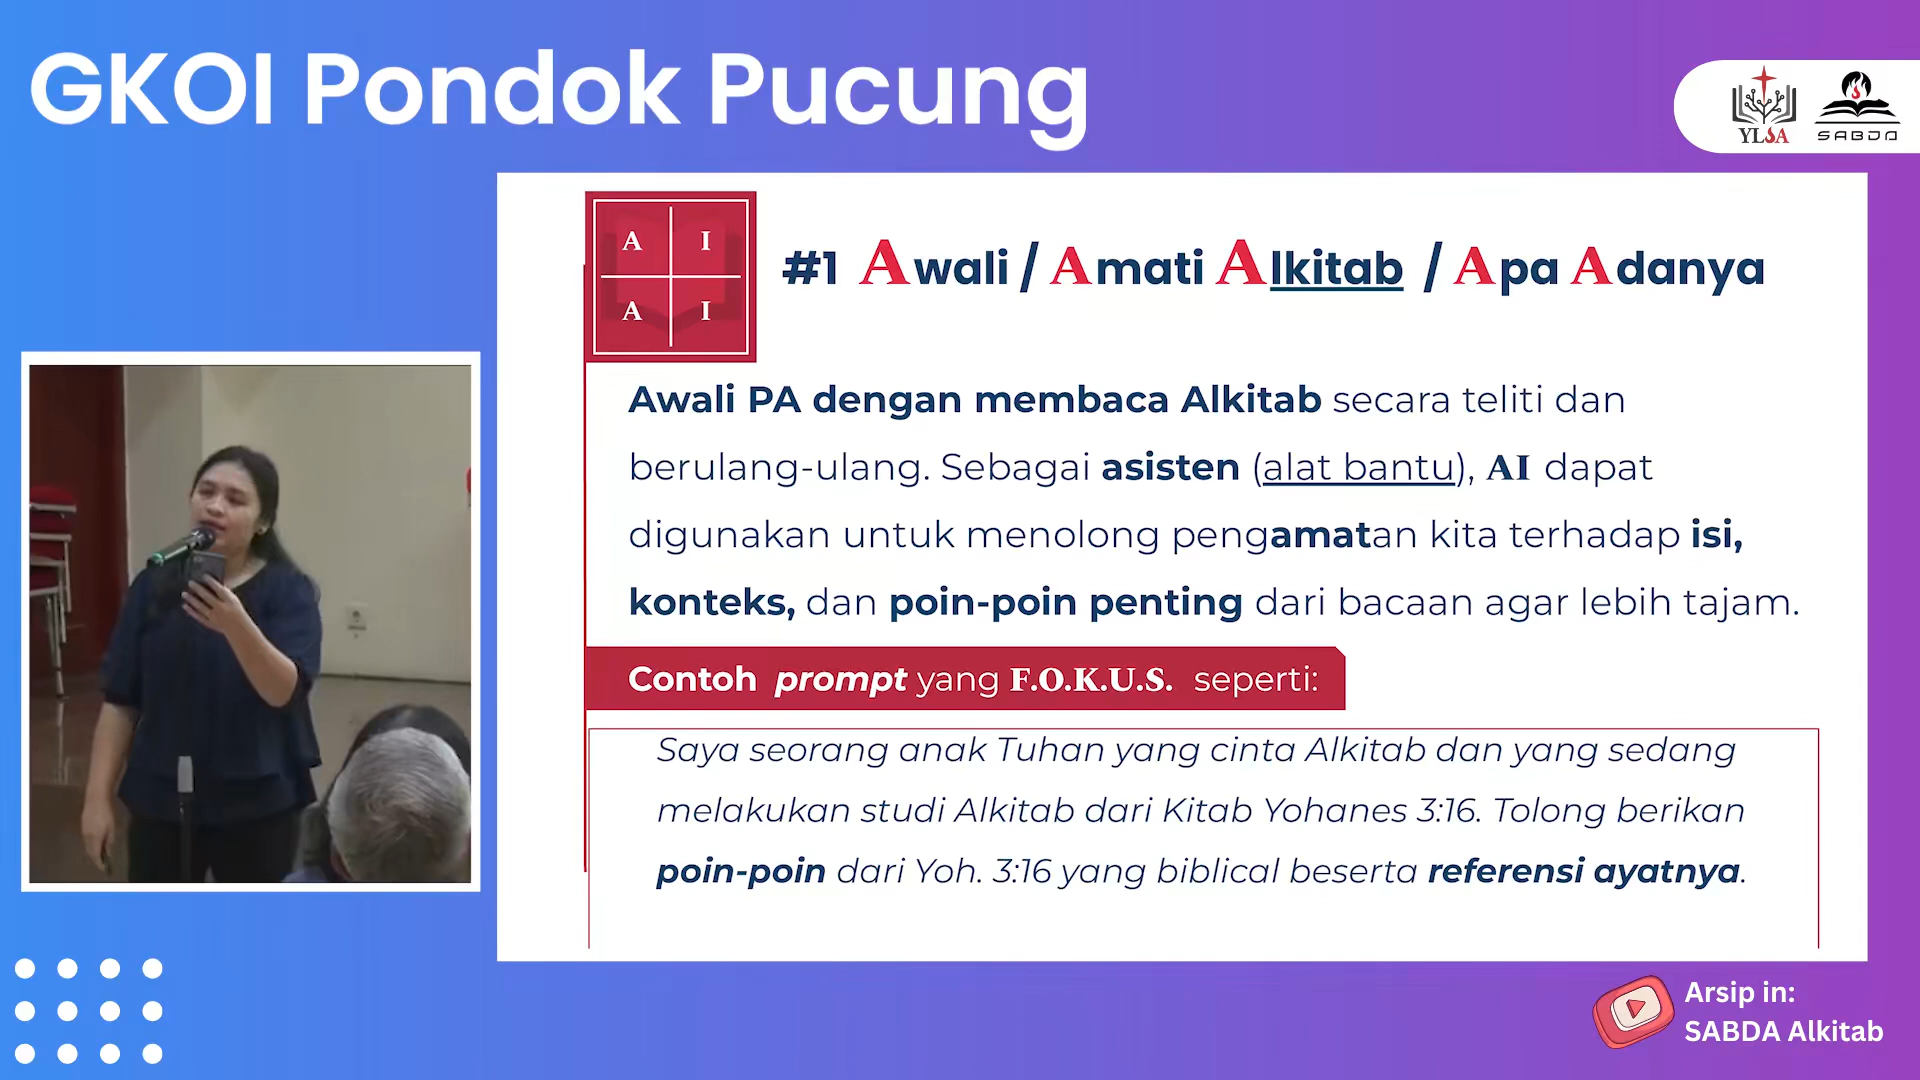 GKOI Pondok Pucung
YLSA
SABDA
A I
A I
#1 Awali / Amati Alkitab / Apa Adanya
Awali PA dengan membaca Alkitab secara teliti dan
berulang-ulang. Sebagai asisten (alat bantu), AI dapat
digunakan untuk menolong pengamatan kita terhadap isi,
konteks, dan poin-poin penting dari bacaan agar lebih tajam.
Contoh prompt yang F.O.K.U.S. seperti:
Saya seorang anak Tuhan yang cinta Alkitab dan yang sedang
melakukan studi Alkitab dari Kitab Yohanes 3:16. Tolong berikan
poin-poin dari Yoh. 3:16 yang biblical beserta referensi ayatnya.
Arsip in:
SABDA Alkitab